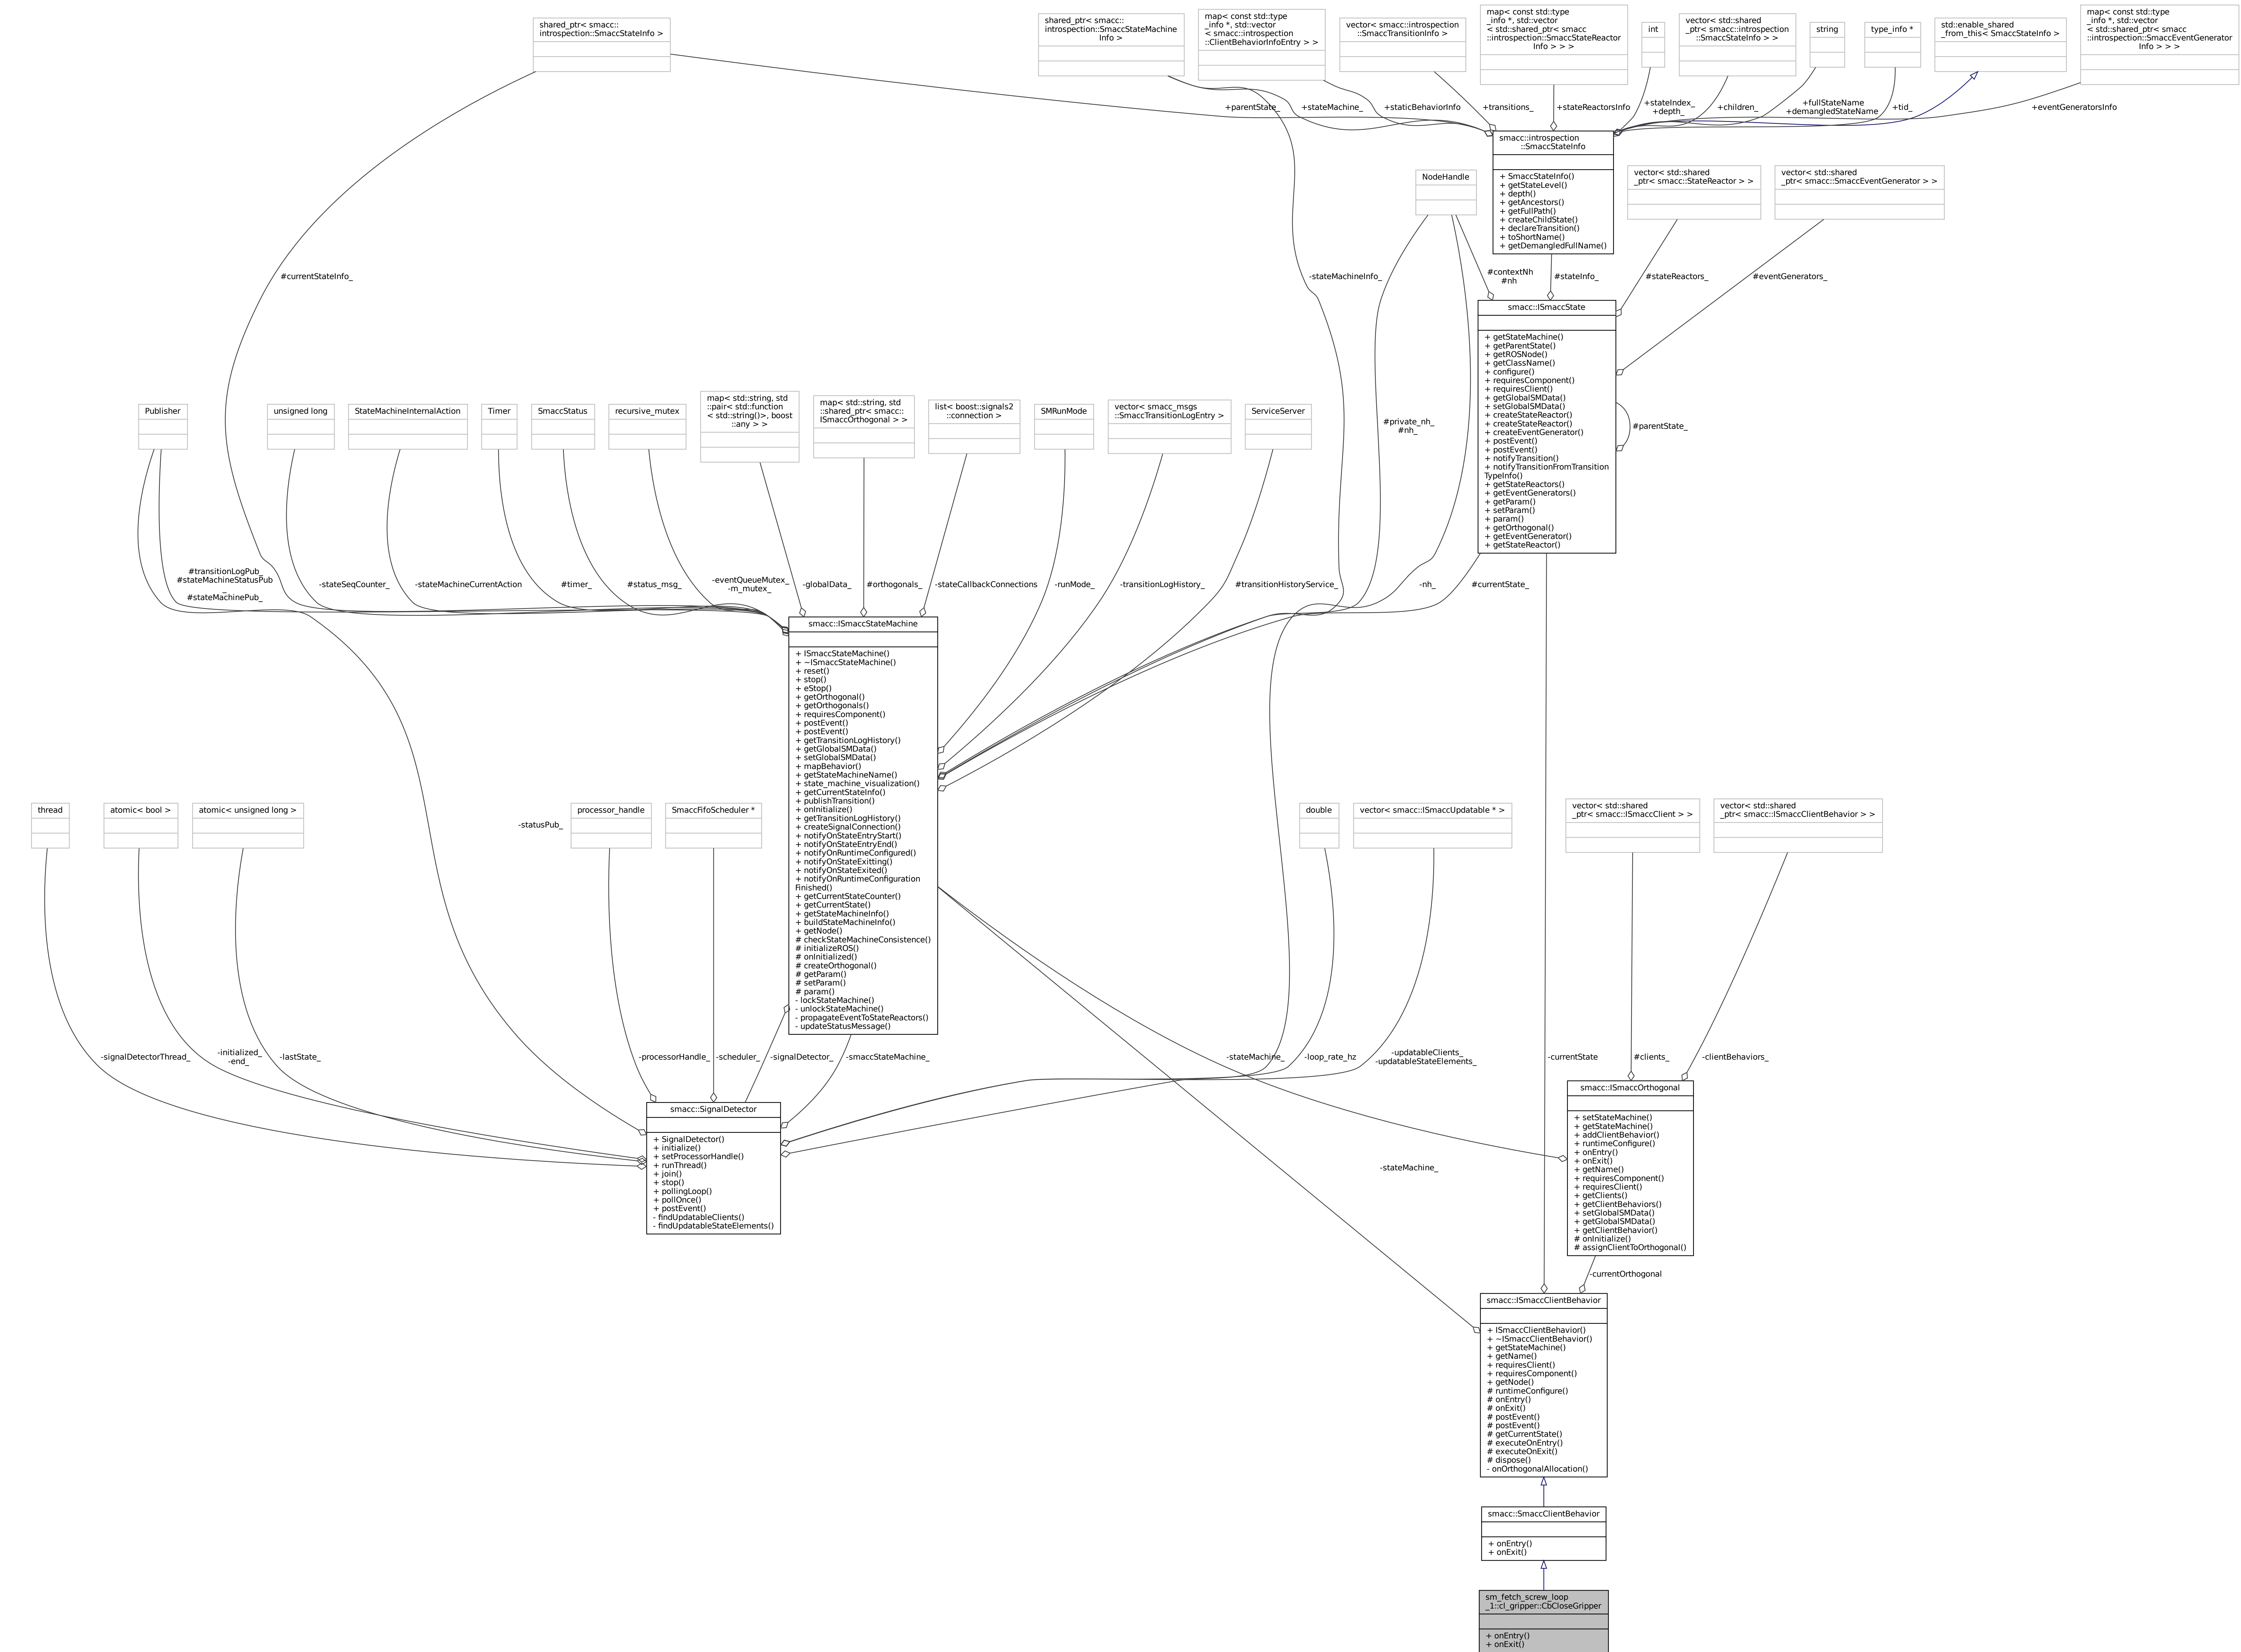 shared_ptr< smacc::
introspection::SmaccStateInfo >
shared_ptr< smacc::
introspection::SmaccStateMachine
Info >
map< const std::type
_info *, std::vector
< smacc::introspection
::ClientBehaviorInfoEntry > >
vector< smacc::introspection
::SmaccTransitionInfo >
map< const std::type
_info *, std::vector
< std::shared_ptr< smacc
::introspection::SmaccStateReactor
Info > > >
int
vector< std::shared
_ptr< smacc::introspection
::SmaccStateInfo > >
string
type_info *
std::enable_shared
_from_this< SmaccStateInfo >
map< const std::type
_info *, std::vector
< std::shared_ptr< smacc
::introspection::SmaccEventGenerator
Info > > >
+parentState_
+stateMachine_
+staticBehaviorInfo
+transitions_
+stateReactorsInfo
+stateIndex_
+depth_
+children_
+fullStateName
+demangledStateName
+tid_
+eventGeneratorsInfo
smacc::introspection
::SmaccStateInfo
+ SmaccStateInfo()
+ getStateLevel()
+ depth()
+ getAncestors()
+ getFullPath()
+ createChildState()
+ declareTransition()
+ toShortName()
+ getDemangledFullName()
NodeHandle
vector< std::shared
_ptr< smacc::StateReactor > >
vector< std::shared
_ptr< smacc::SmaccEventGenerator > >
#currentStateInfo_
-stateMachineInfo_
#contextNh
#nh
#stateInfo_
#stateReactors_
#eventGenerators_
smacc::ISmaccState
+ getStateMachine()
+ getParentState()
+ getROSNode()
+ getClassName()
+ configure()
+ requiresComponent()
+ requiresClient()
+ getGlobalSMData()
+ setGlobalSMData()
+ createStateReactor()
+ createStateReactor()
+ createEventGenerator()
+ postEvent()
+ postEvent()
+ notifyTransition()
+ notifyTransitionFromTransition
TypeInfo()
+ getStateReactors()
+ getEventGenerators()
+ getParam()
+ setParam()
+ param()
+ getOrthogonal()
+ getEventGenerator()
+ getStateReactor()
#parentState_
#private_nh_
#nh_
Publisher
unsigned long
StateMachineInternalAction
Timer
SmaccStatus
recursive_mutex
map< std::string, std
::pair< std::function
< std::string()>, boost
::any > >
map< std::string, std
::shared_ptr< smacc::
ISmaccOrthogonal > >
list< boost::signals2
::connection >
SMRunMode
vector< smacc_msgs
::SmaccTransitionLogEntry >
ServiceServer
#transitionLogPub_
#stateMachineStatusPub
_
#stateMachinePub_
-stateSeqCounter_
-stateMachineCurrentAction
#timer_
#status_msg_
-eventQueueMutex_
-m_mutex_
-globalData_
#orthogonals_
-stateCallbackConnections
-runMode_
-transitionLogHistory_
#transitionHistoryService_
-nh_
#currentState_
smacc::ISmaccStateMachine
+ ISmaccStateMachine()
+ ~ISmaccStateMachine()
+ reset()
+ stop()
+ eStop()
+ getOrthogonal()
+ getOrthogonals()
+ requiresComponent()
+ postEvent()
+ postEvent()
+ getTransitionLogHistory()
+ getGlobalSMData()
+ setGlobalSMData()
+ mapBehavior()
+ getStateMachineName()
+ state_machine_visualization()
+ getCurrentStateInfo()
+ publishTransition()
+ onInitialize()
+ getTransitionLogHistory()
+ createSignalConnection()
+ notifyOnStateEntryStart()
+ notifyOnStateEntryEnd()
+ notifyOnRuntimeConfigured()
+ notifyOnStateExitting()
+ notifyOnStateExited()
+ notifyOnRuntimeConfiguration
Finished()
+ getCurrentStateCounter()
+ getCurrentState()
+ getStateMachineInfo()
+ buildStateMachineInfo()
+ getNode()
# checkStateMachineConsistence()
# initializeROS()
# onInitialized()
# createOrthogonal()
# getParam()
# setParam()
# param()
- lockStateMachine()
- unlockStateMachine()
- propagateEventToStateReactors()
- updateStatusMessage()
thread
atomic< bool >
atomic< unsigned long >
-statusPub_
processor_handle
SmaccFifoScheduler *
double
vector< smacc::ISmaccUpdatable * >
vector< std::shared
_ptr< smacc::ISmaccClient > >
vector< std::shared
_ptr< smacc::ISmaccClientBehavior > >
-signalDetectorThread_
-initialized_
-end_
-lastState_
-processorHandle_
-scheduler_
-signalDetector_
-smaccStateMachine_
-stateMachine_
-loop_rate_hz
-updatableClients_
-updatableStateElements_
-currentState
#clients_
-clientBehaviors_
smacc::SignalDetector
+ SignalDetector()
+ initialize()
+ setProcessorHandle()
+ runThread()
+ join()
+ stop()
+ pollingLoop()
+ pollOnce()
+ postEvent()
- findUpdatableClients()
- findUpdatableStateElements()
-stateMachine_
smacc::ISmaccOrthogonal
+ setStateMachine()
+ getStateMachine()
+ addClientBehavior()
+ runtimeConfigure()
+ onEntry()
+ onExit()
+ getName()
+ requiresComponent()
+ requiresClient()
+ getClients()
+ getClientBehaviors()
+ setGlobalSMData()
+ getGlobalSMData()
+ getClientBehavior()
# onInitialize()
# assignClientToOrthogonal()
-currentOrthogonal
smacc::ISmaccClientBehavior
+ ISmaccClientBehavior()
+ ~ISmaccClientBehavior()
+ getStateMachine()
+ getName()
+ requiresClient()
+ requiresComponent()
+ getNode()
# runtimeConfigure()
# onEntry()
# onExit()
# postEvent()
# postEvent()
# getCurrentState()
# executeOnEntry()
# executeOnExit()
# dispose()
- onOrthogonalAllocation()
smacc::SmaccClientBehavior
+ onEntry()
+ onExit()
sm_fetch_screw_loop
_1::cl_gripper::CbCloseGripper
+ onEntry()
+ onExit()